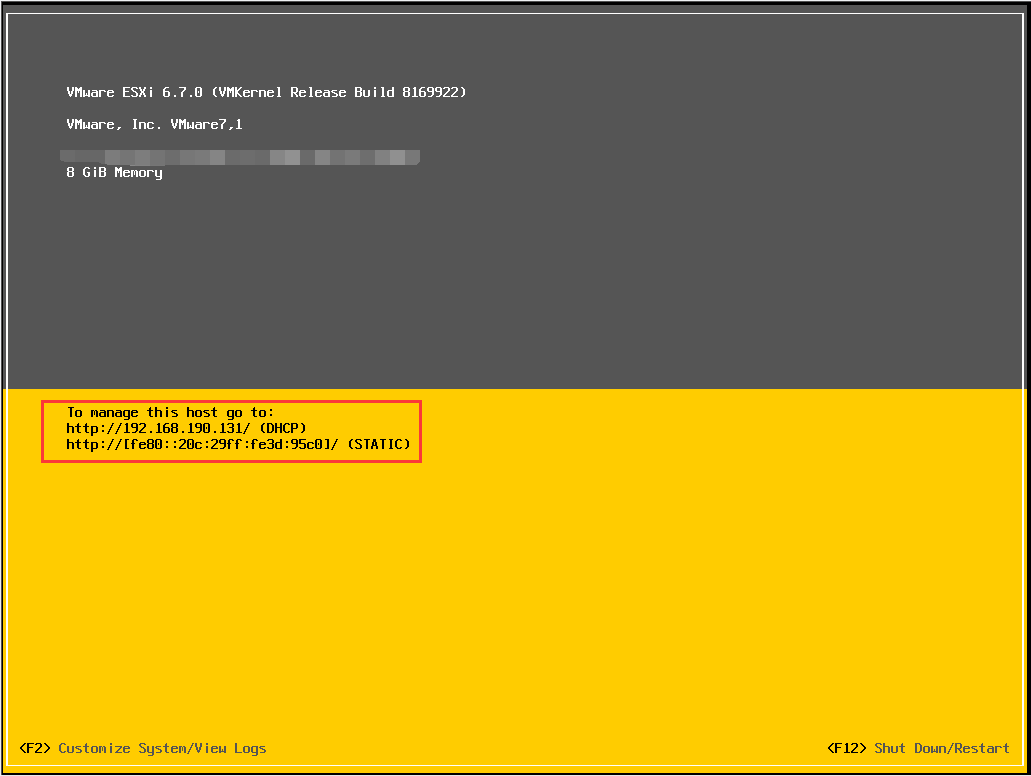 VMware ESXi 6.7.0 (VMKernel Release Build 8169922)
VMware, Inc. VMware7,1
8 GiB Memory
To manage this host go to:
http://192.168.190.131/ (DHCP)
http://[fe80::20c:29ff:fe3d:95c0]/ (STATIC)
<F2> Customize System/View Logs
<F12> Shut Down/Restart